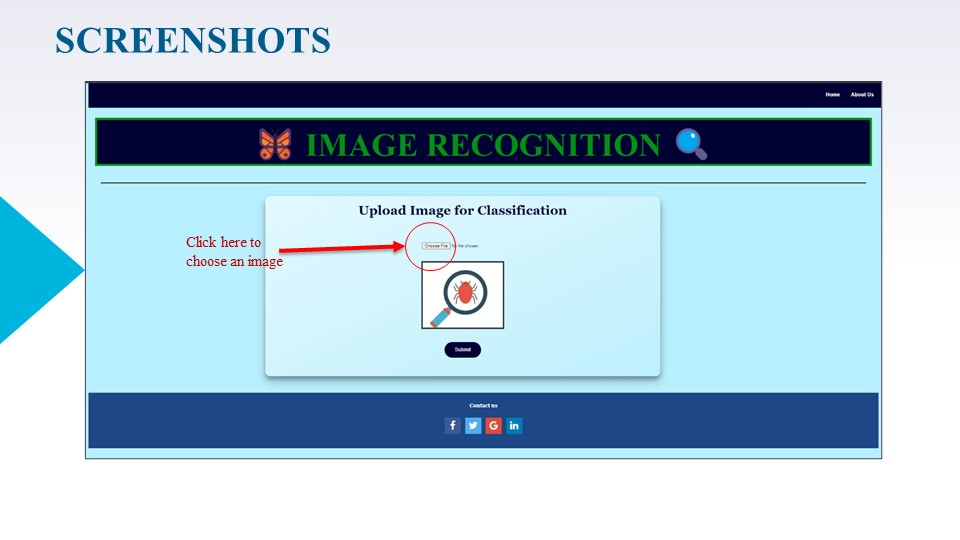 SCREENSHOTS
Home About Us
IMAGE RECOGNITION
Upload Image for Classification
Click here to
choose an image
Choose File No file chosen
Submit
Contact us
f G in